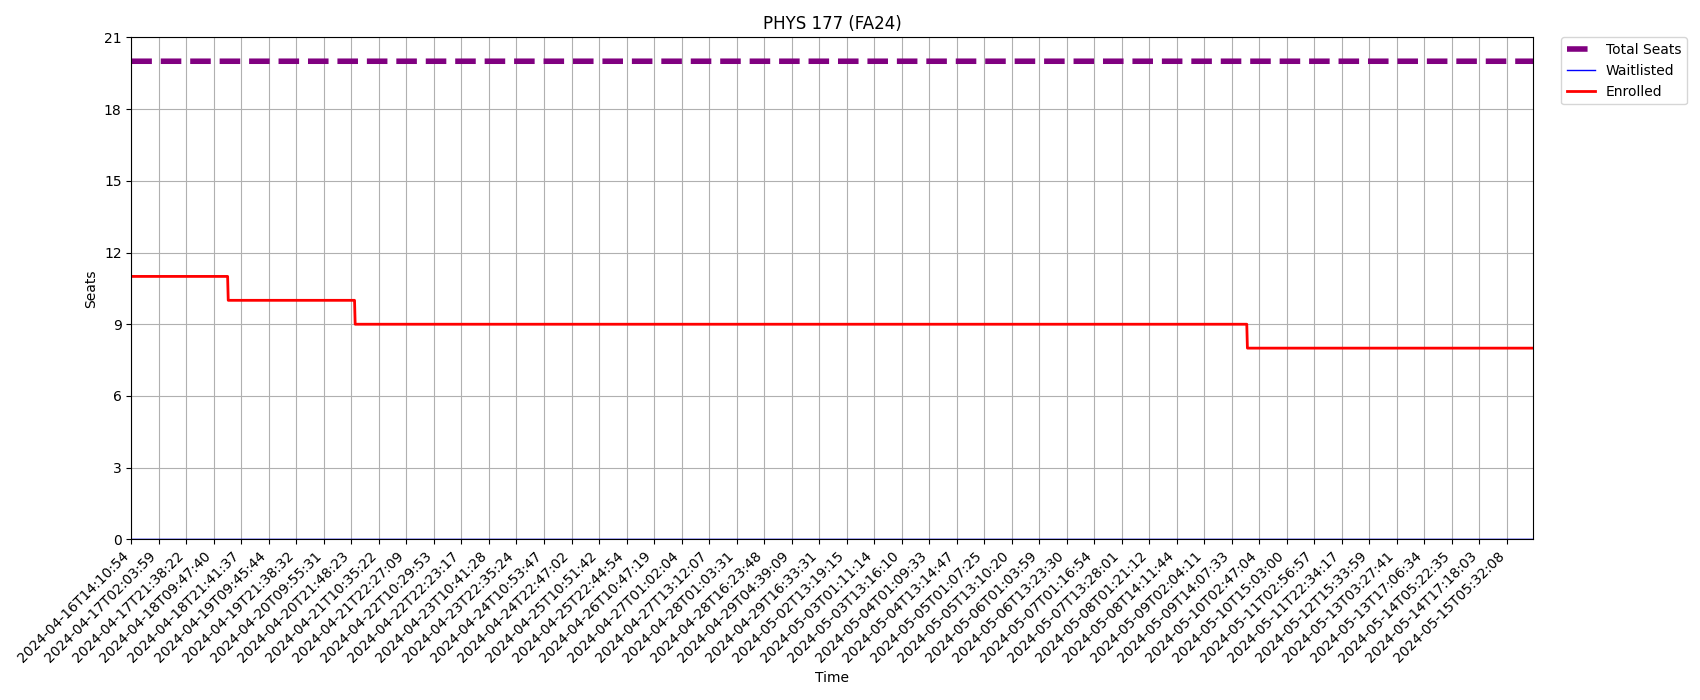 PHYS 177 (FA24)
Total Seats
Waitlisted
Enrolled
21
18
15
12
9
6
3
0
Seats
2024-04-16T14:10:54
2024-04-17T02:03:59
2024-04-17T21:38:22
2024-04-18T09:47:40
2024-04-18T21:41:37
2024-04-19T09:45:44
2024-04-19T21:38:32
2024-04-20T09:55:31
2024-04-20T21:48:23
2024-04-21T10:35:22
2024-04-21T22:27:09
2024-04-22T10:29:53
2024-04-22T22:23:17
2024-04-23T10:41:28
2024-04-23T22:35:24
2024-04-24T10:53:47
2024-04-24T22:47:02
2024-04-25T10:51:42
2024-04-25T22:44:54
2024-04-26T10:47:19
2024-04-27T01:02:04
2024-04-27T13:12:07
2024-04-28T01:03:31
2024-04-28T16:23:48
2024-04-29T04:39:09
2024-04-29T16:33:31
2024-05-02T13:19:15
2024-05-03T01:11:14
2024-05-03T13:16:10
2024-05-04T01:09:33
2024-05-04T13:14:47
2024-05-05T01:07:25
2024-05-05T13:10:20
2024-05-06T01:03:59
2024-05-06T13:23:30
2024-05-07T01:16:54
2024-05-07T13:28:01
2024-05-08T01:21:12
2024-05-08T14:11:44
2024-05-09T02:04:11
2024-05-09T14:07:33
2024-05-10T02:47:04
2024-05-10T15:03:00
2024-05-11T02:56:57
2024-05-11T22:34:17
2024-05-12T15:33:59
2024-05-13T03:27:41
2024-05-13T17:06:34
2024-05-14T05:22:35
2024-05-14T17:18:03
2024-05-15T05:32:08
Time